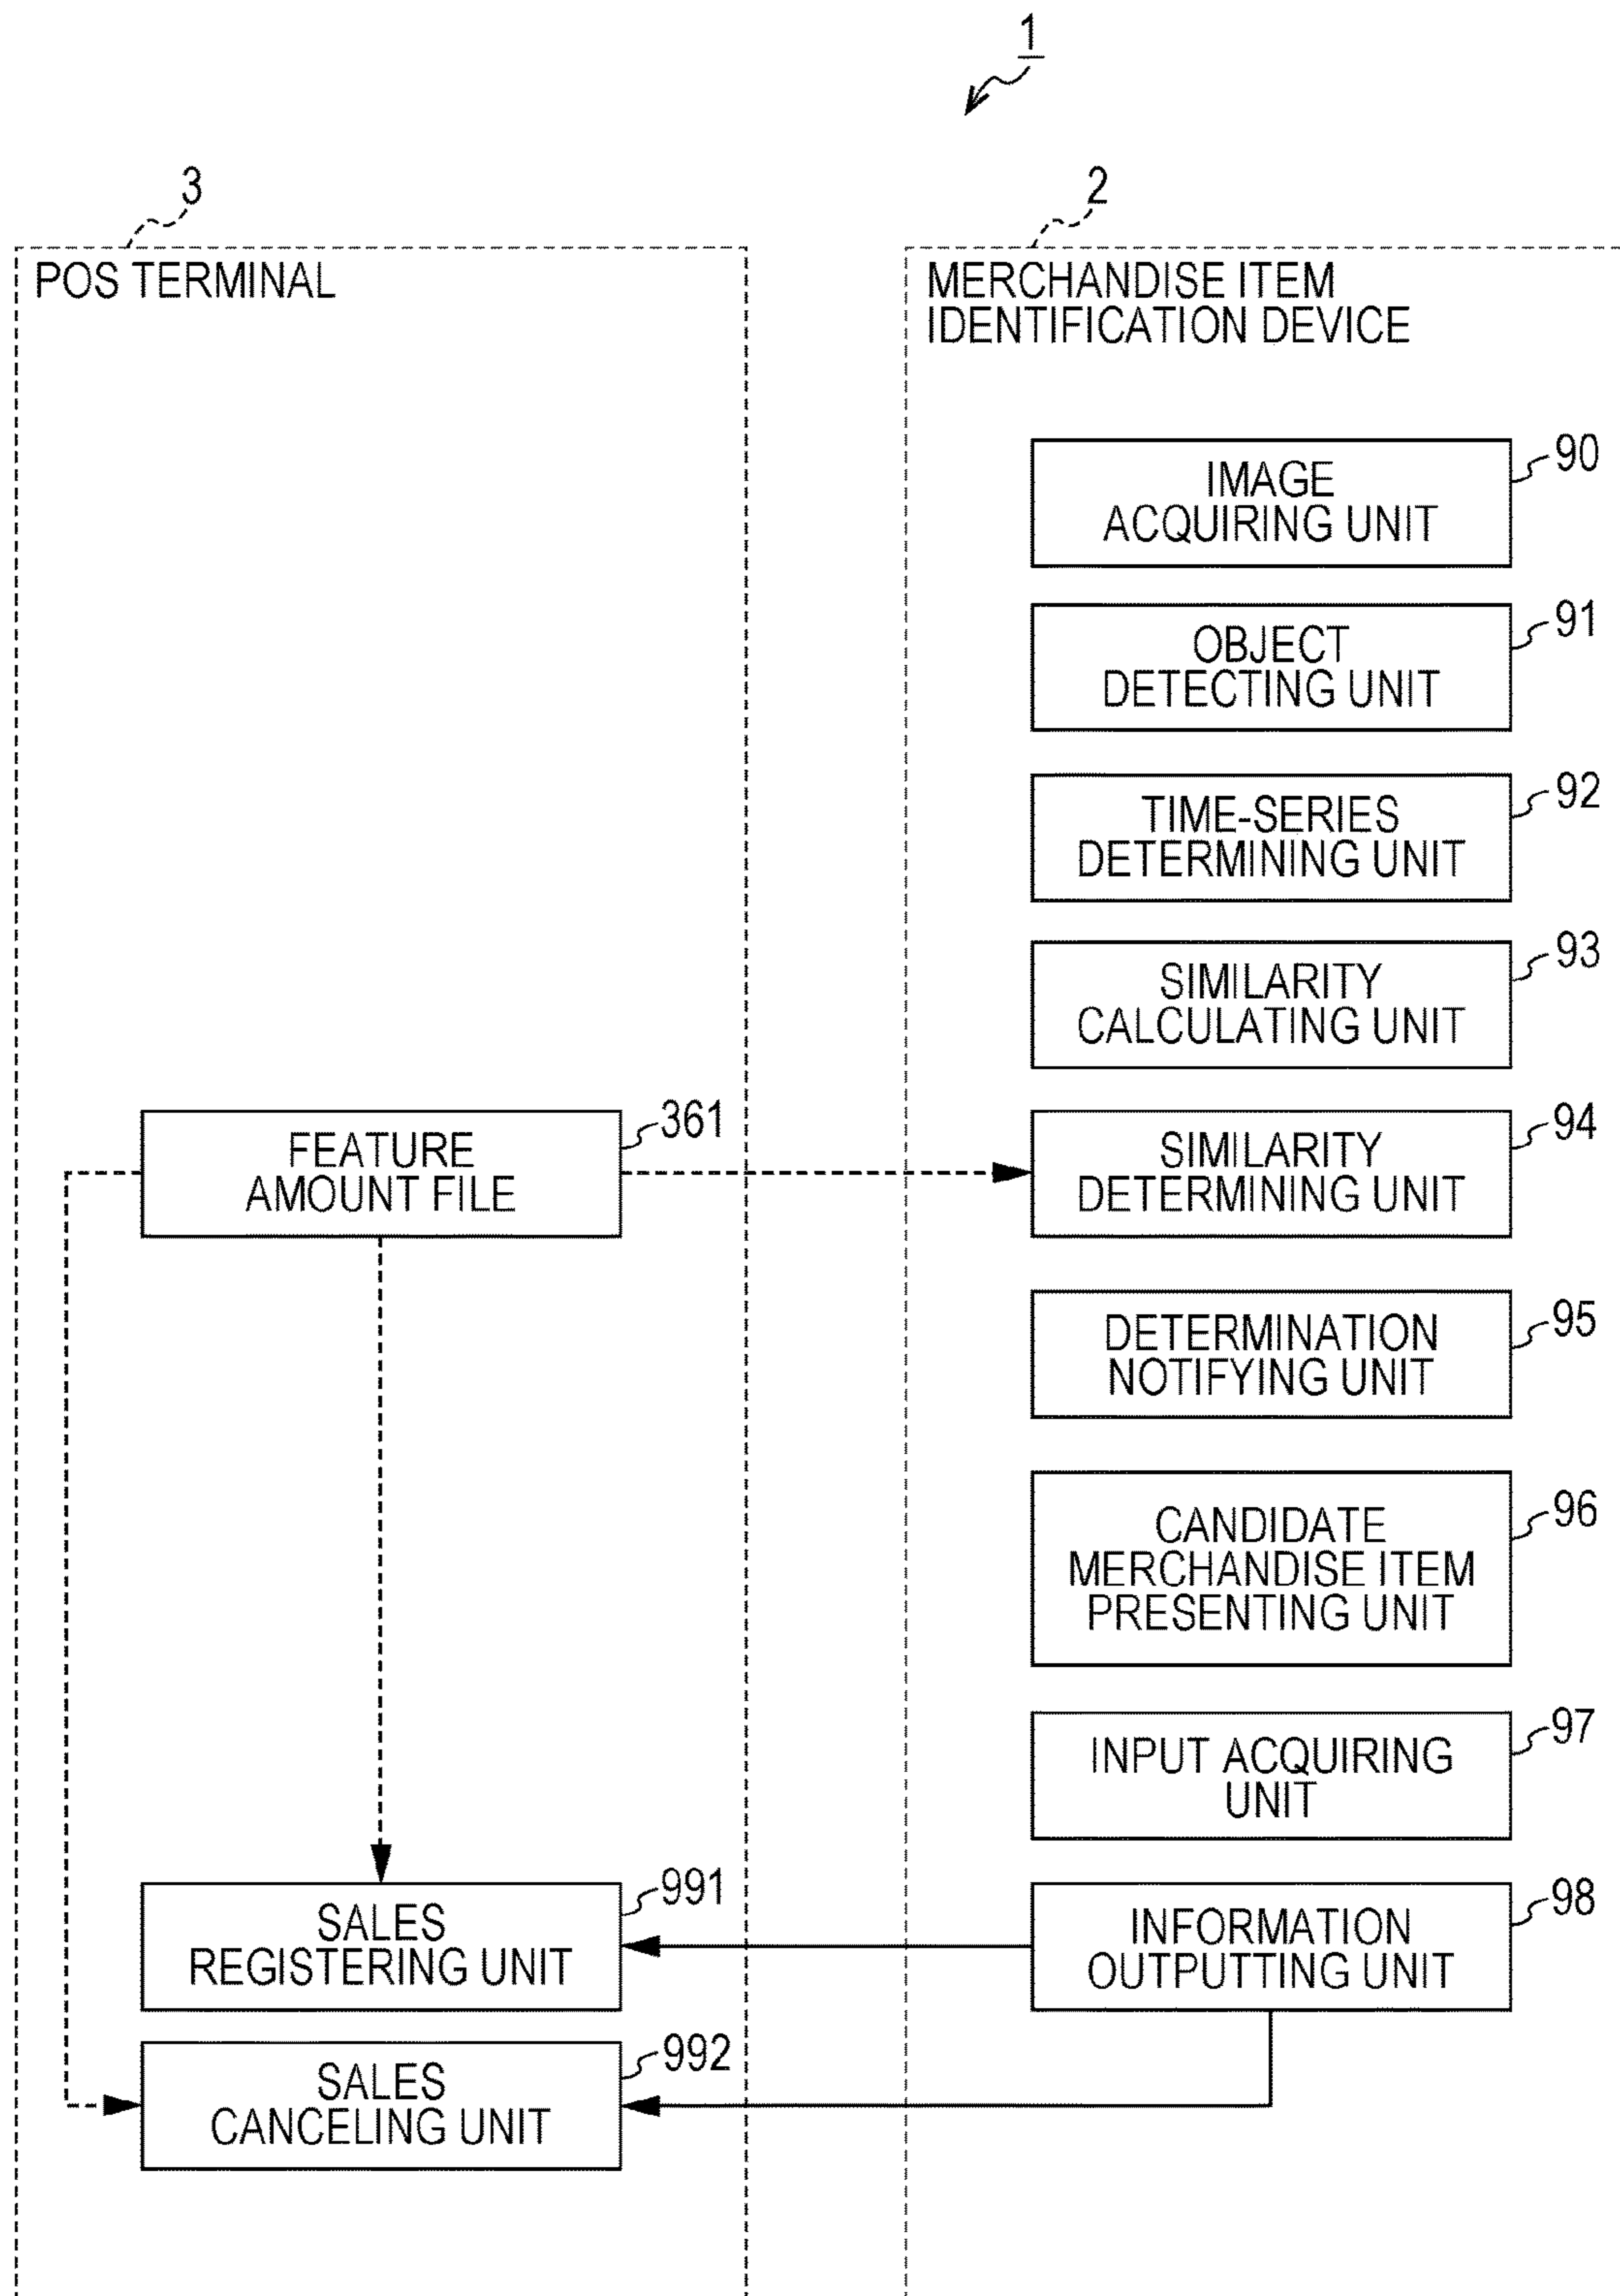 1
3
2
POS TERMINAL
MERCHANDISE ITEM
IDENTIFICATION DEVICE
90
IMAGE
ACQUIRING UNIT
91
OBJECT
DETECTING UNIT
92
TIME-SERIES
DETERMINING UNIT
93
SIMILARITY
CALCULATING UNIT
361
FEATURE
AMOUNT FILE
94
SIMILARITY
DETERMINING UNIT
95
DETERMINATION
NOTIFYING UNIT
96
CANDIDATE
MERCHANDISE ITEM
PRESENTING UNIT
97
INPUT ACQUIRING
UNIT
991
SALES
REGISTERING UNIT
98
INFORMATION
OUTPUTTING UNIT
992
SALES
CANCELING UNIT